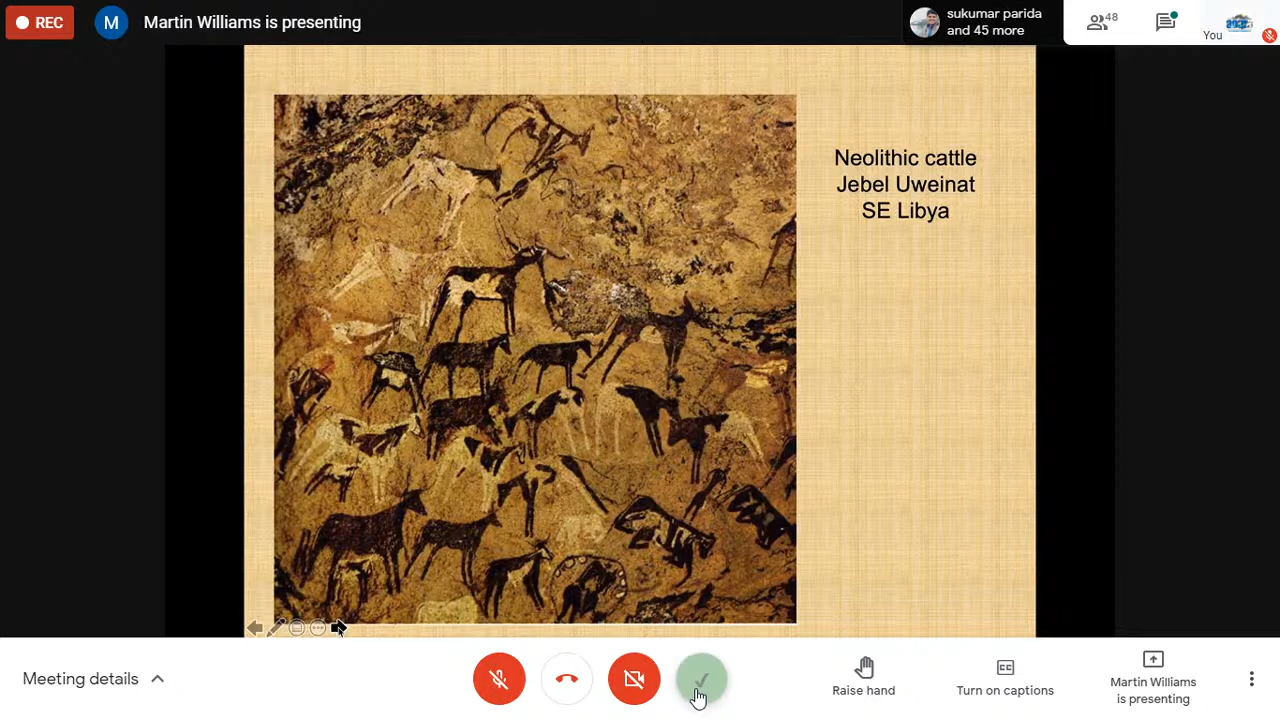 REC
M
Martin Williams is presenting
sukumar parida
and 45 more
48
You
Neolithic cattle
Jebel Uweinat
SE Libya
Meeting details
Raise hand
CC
Turn on captions
Martin Williams
is presenting